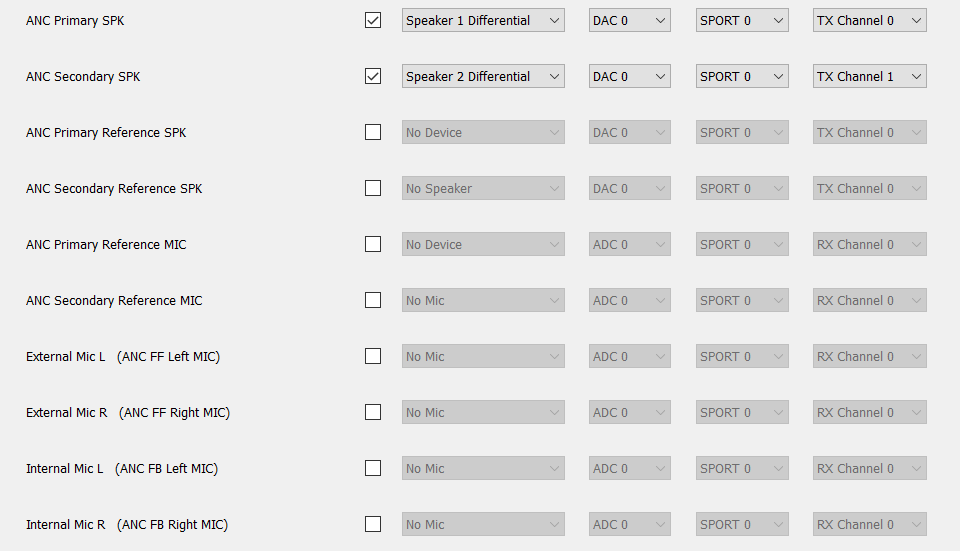 ANC Primary SPK Speaker 1 Differential DAC 0 SPORT 0 TX Channel 0
ANC Secondary SPK Speaker 2 Differential DAC 0 SPORT 0 TX Channel 1
ANC Primary Reference SPK No Device DAC 0 SPORT 0 TX Channel 0
ANC Secondary Reference SPK No Speaker DAC 0 SPORT 0 TX Channel 0
ANC Primary Reference MIC No Device ADC 0 SPORT 0 RX Channel 0
ANC Secondary Reference MIC No Mic ADC 0 SPORT 0 RX Channel 0
External Mic L (ANC FF Left MIC) No Mic ADC 0 SPORT 0 RX Channel 0
External Mic R (ANC FF Right MIC) No Mic ADC 0 SPORT 0 RX Channel 0
Internal Mic L (ANC FB Left MIC) No Mic ADC 0 SPORT 0 RX Channel 0
Internal Mic R (ANC FB Right MIC) No Mic ADC 0 SPORT 0 RX Channel 0